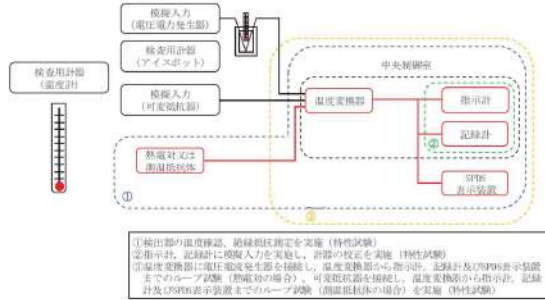 模擬入力
(電圧電力発生器)
検査用計器
(アイスポット)
模擬入力
(可変抵抗器)
検査用計器
(温度計)
熱電対又は
測温抵抗体
中央制御室
温度変換器
指示計
記録計
SPDS
表示装置
①
②
③
①検出器の温度確認、絶縁抵抗測定を実施(特性試験)
②指示計、記録計に模擬入力を実施し、計器の校正を実施(特性試験)
③温度変換器に電圧電流発生器を接続し、温度変換器から指示計、記録計及びSPDS表示装置
までのループ試験(熱電対の場合)、可変抵抗器を接続し、温度変換器から指示計、記録
計及びSPDS表示装置までのループ試験(測温抵抗体の場合)を実施(特性試験)